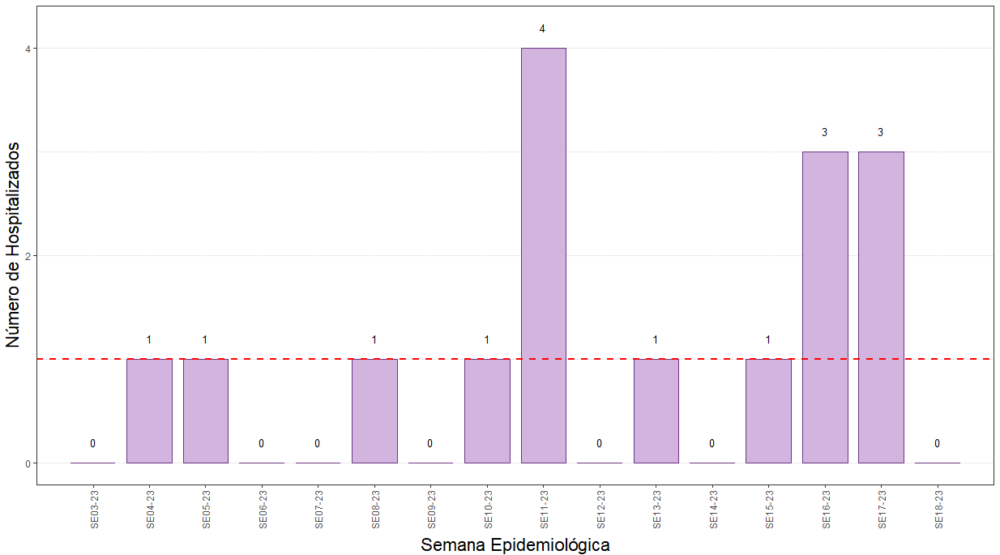 Número de Hospitalizados
4
2
0
0
1
1
0
0
1
0
1
4
0
1
0
1
3
3
0
SE03-23
SE04-23
SE05-23
SE06-23
SE07-23
SE08-23
SE09-23
SE10-23
SE11-23
SE12-23
SE13-23
SE14-23
SE15-23
SE16-23
SE17-23
SE18-23
Semana Epidemiológica